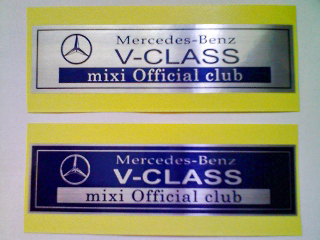 Mercedes-Benz
V-CLASS
mixi Official club
Mercedes-Benz
V-CLASS
mixi Official club